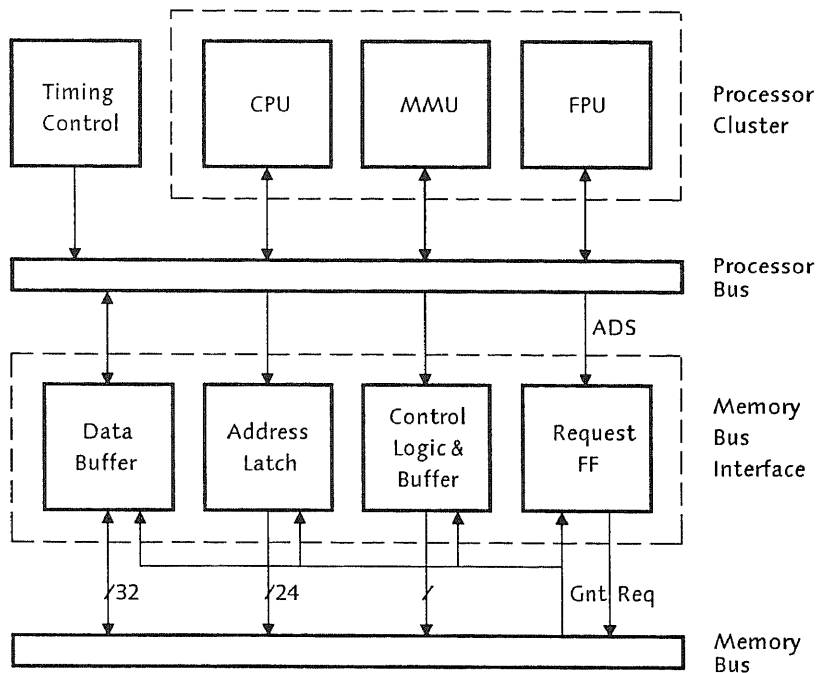 Timing
Control
CPU
MMU
FPU
Processor
Cluster
Processor
Bus
ADS
Data
Buffer
Address
Latch
Control
Logic &
Buffer
Request
FF
Memory
Bus
Interface
/32
/24
/
Gnt
Req
Memory
Bus